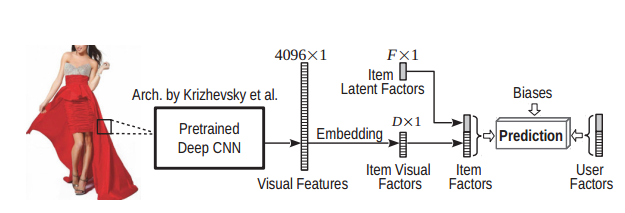 4096×1
F×1
Item
Latent Factors
Arch. by Krizhevsky et al.
Biases
D×1
Pretrained
Deep CNN
Embedding
Prediction
Visual Features
Item Visual
Factors
Item
Factors
User
Factors